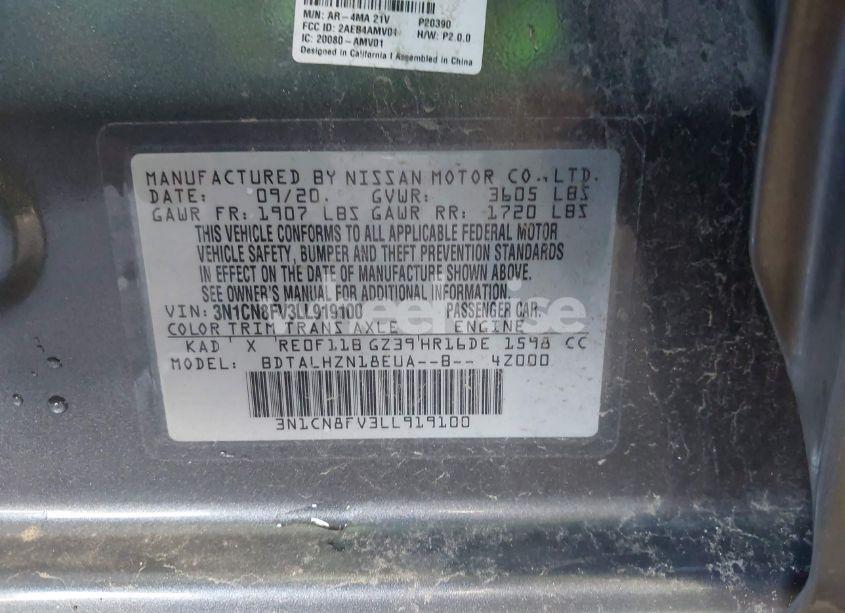 M/N: AR-4MA 21V P20390
FCC ID: 2AEB4AMV01 H/W: P2.0.0
IC: 20080-AMV01
Designed in California | Assembled in China
MANUFACTURED BY NISSAN MOTOR CO.,LTD.
DATE: 09/20. GVWR: 3605 LBS
GAWR FR: 1907 LBS GAWR RR: 1720 LBS
THIS VEHICLE CONFORMS TO ALL APPLICABLE FEDERAL MOTOR
VEHICLE SAFETY, BUMPER AND THEFT PREVENTION STANDARDS
IN EFFECT ON THE DATE OF MANUFACTURE SHOWN ABOVE.
SEE OWNER'S MANUAL FOR ADDITIONAL INFORMATION.
VIN: 3N1CN8FV3LL919100 PASSENGER CAR.
COLOR TRIM TRANS AXLE ENGINE
KAD X RE0F11B GZ39 HR16DE 1598 CC
MODEL: BDTALHZN18EUA--B-- 4Z000
3N1CN8FV3LL919100